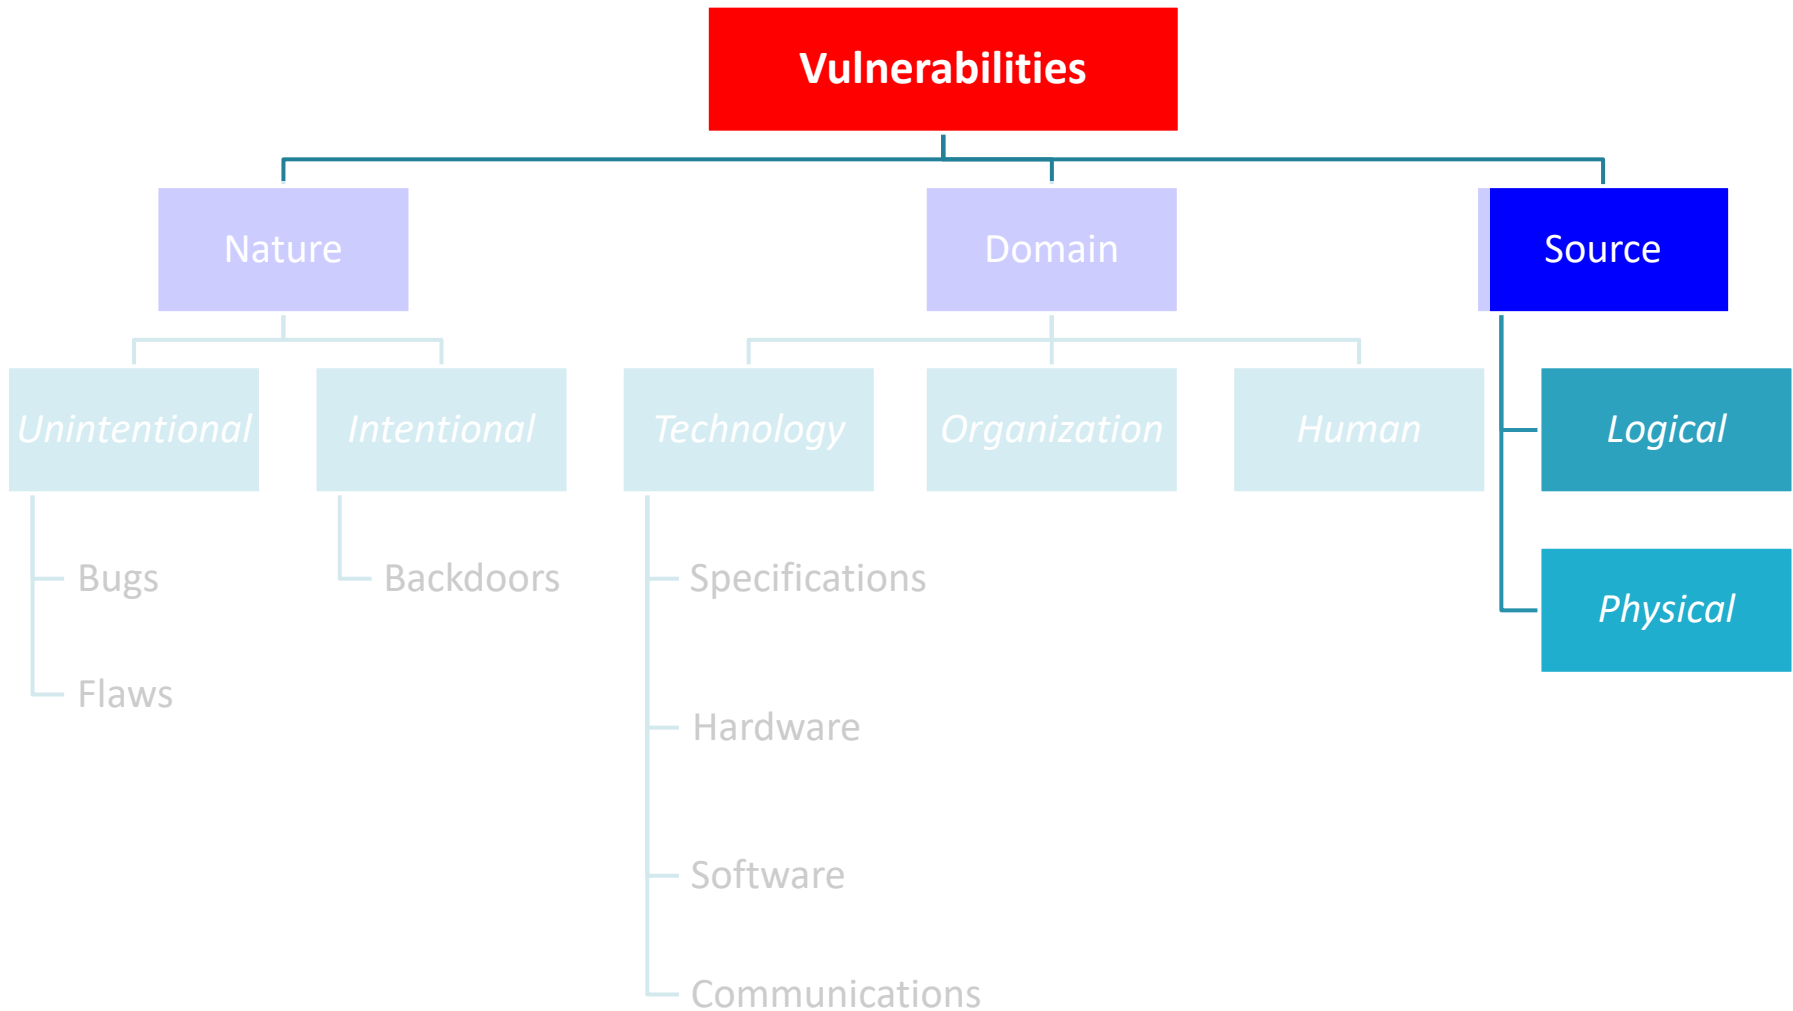 Vulnerabilities
Nature
Domain
Source
Unintentional
Intentional
Technology
Organization
Human
Logical
Bugs
Backdoors
Specifications
Physical
Flaws
Hardware
Software
Communications